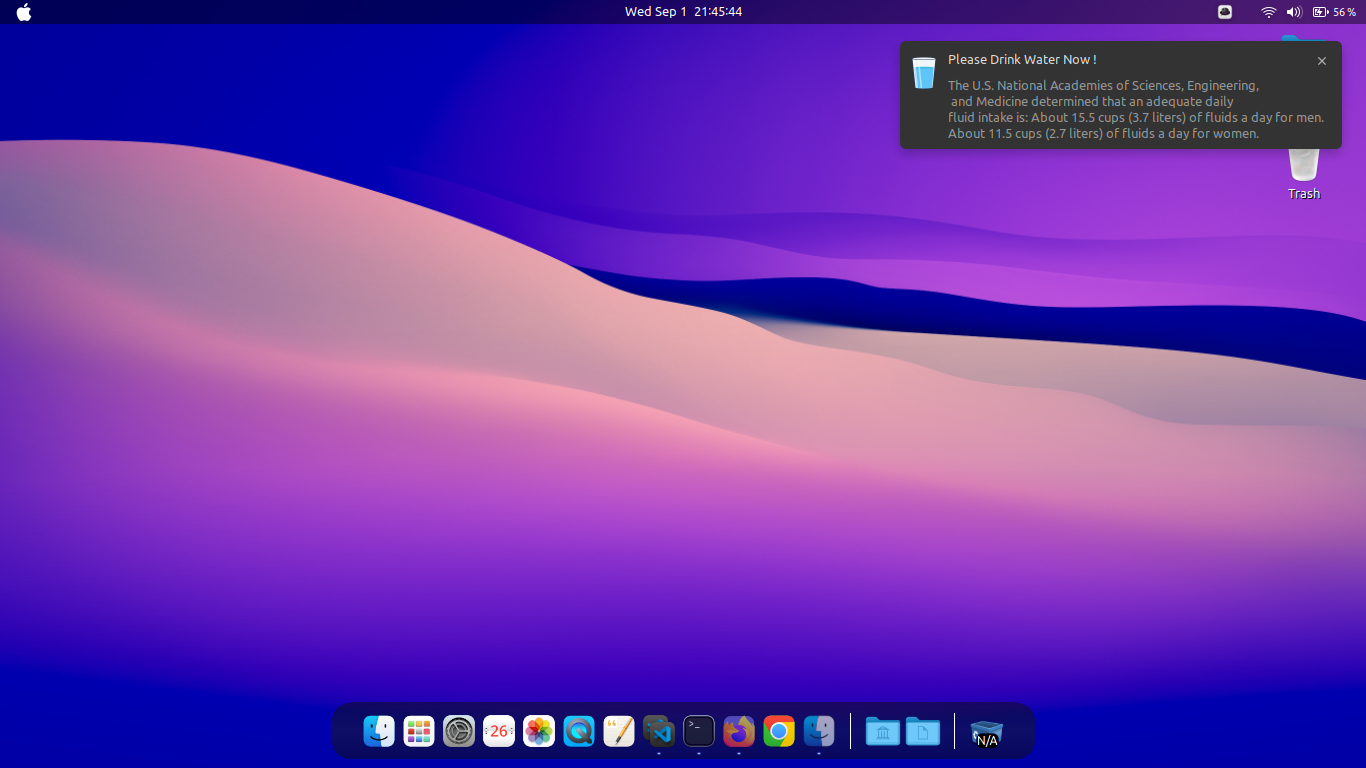 Wed Sep 1 21:45:44
56 %
Please Drink Water Now !
The U.S. National Academies of Sciences, Engineering,
and Medicine determined that an adequate daily
fluid intake is: About 15.5 cups (3.7 liters) of fluids a day for men.
About 11.5 cups (2.7 liters) of fluids a day for women.
Trash
26
>_
N/A